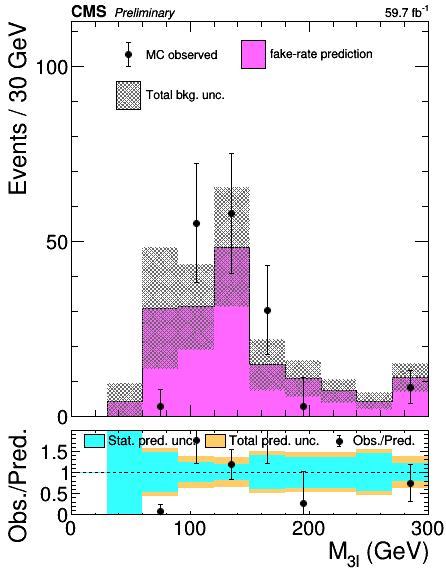 CMS Preliminary 59.7 fb⁻¹
MC observed fake-rate prediction
Total bkg. unc.
Events / 30 GeV
100
50
0
Stat. pred. unc. Total pred. unc. Obs./Pred.
Obs./Pred.
1.5
1
0.5
0
0 100 200 300
M3l (GeV)